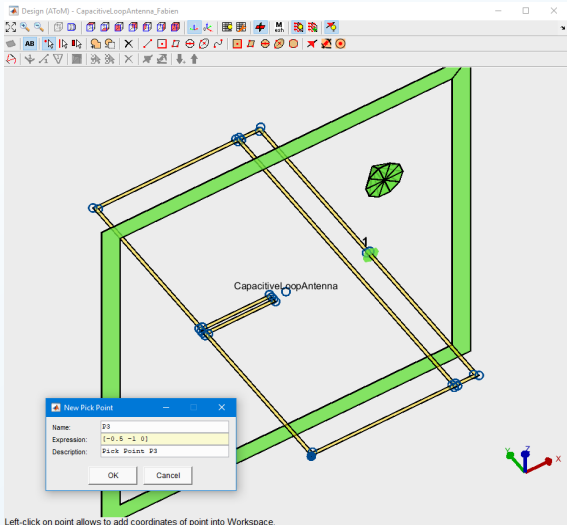 Design (AToM) - CapacitiveLoopAntenna_Fabien
M
esh
AB
1
CapacitiveLoopAntenna
New Pick Point
Name: P3
Expression: [-0.5 -1 0]
Description: Pick Point P3
OK Cancel
Z
X
Left-click on point allows to add coordinates of point into Workspace.